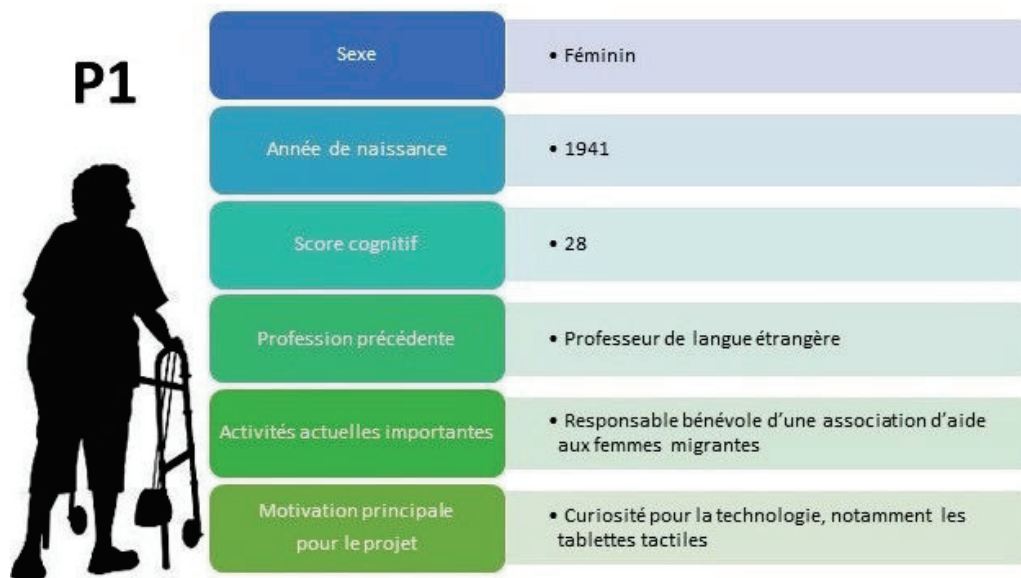 P1
Sexe
• Féminin
Année de naissance
• 1941
Score cognitif
• 28
Profession précédente
• Professeur de langue étrangère
Activités actuelles importantes
• Responsable bénévole d'une association d'aide
aux femmes migrantes
Motivation principale
pour le projet
• Curiosité pour la technologie, notamment les
tablettes tactiles